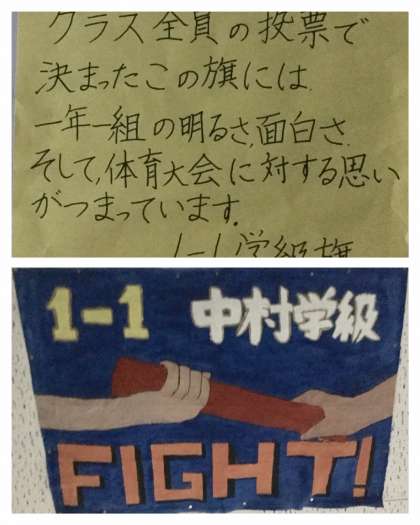 クラス全員の投票で
決まったこの旗には
一年一組の明るさ,面白さ
そして,体育大会に対する思い
がつまっています。
1-1 学級旗
1-1 中村学級
FIGHT!